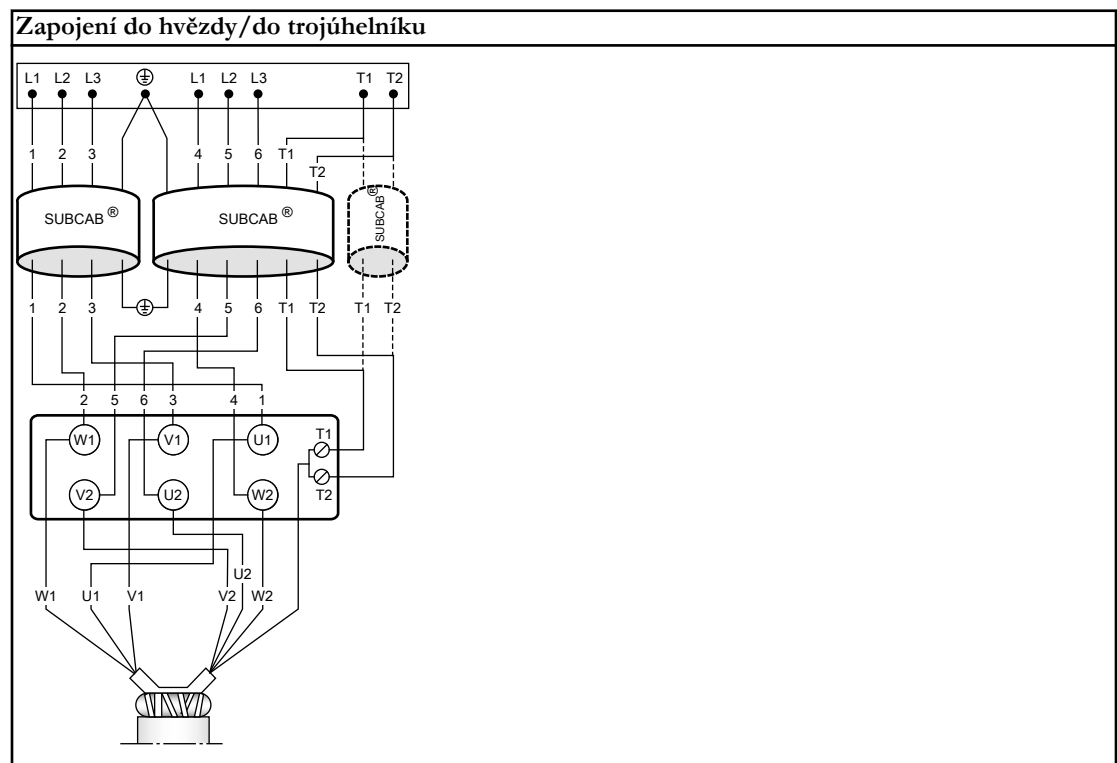 Zapojení do hvězdy/do trojúhelníku
L1 L2 L3 L1 L2 L3 T1 T2
1 2 3 4 5 6 T1
T2
SUBCAB® SUBCAB® SUBCAB®
1 2 3 4 5 6 T1 T2 T1 T2
2 5 6 3 4 1
W1 V1 U1 T1
V2 U2 W2 T2
U2
W1 U1 V1 V2 W2